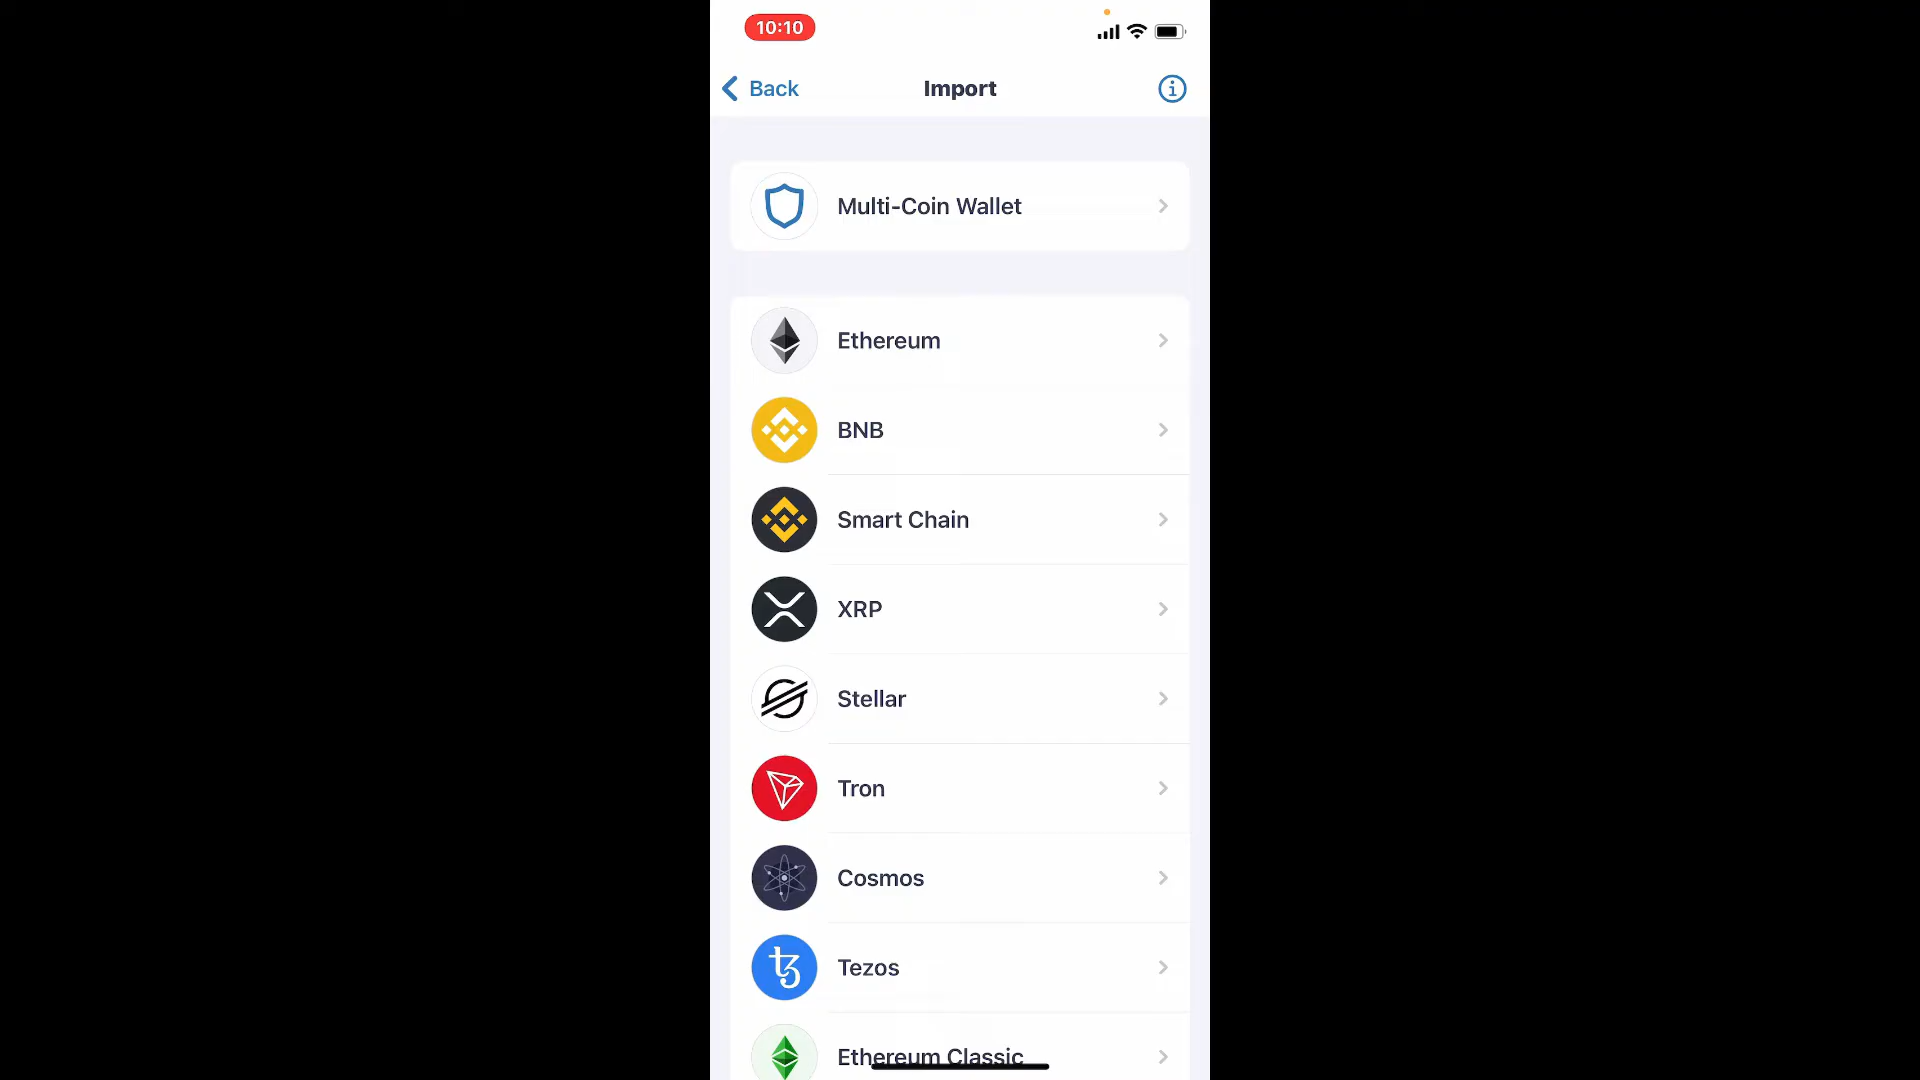 10:10
Back
Import
Multi-Coin Wallet
Ethereum
BNB
Smart Chain
XRP
Stellar
Tron
Cosmos
Tezos
Ethereum Classic